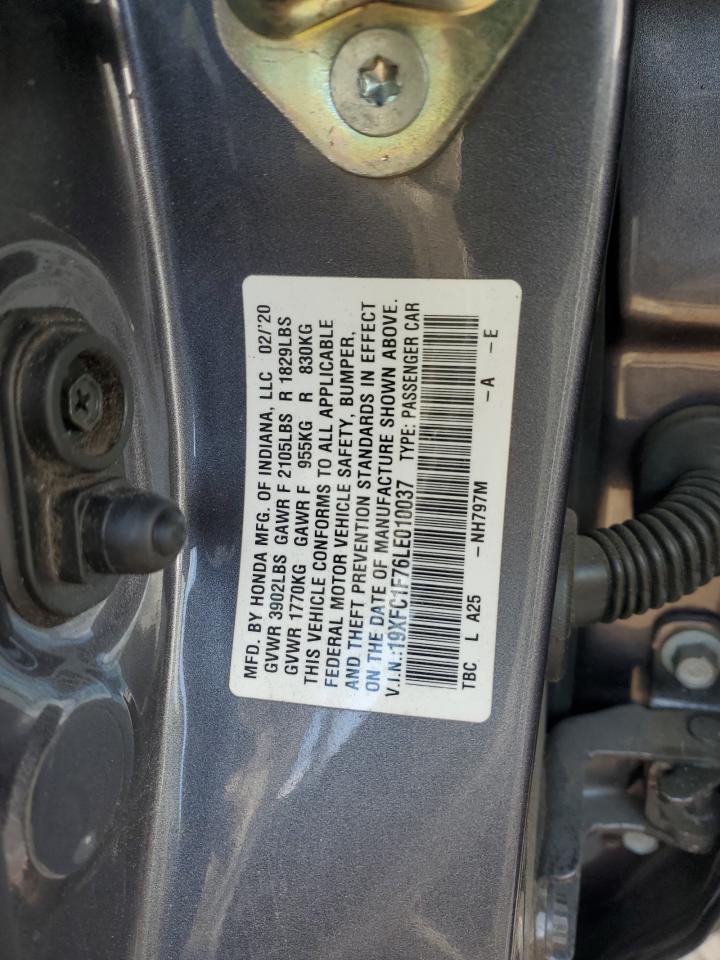 MFD. BY HONDA MFG. OF INDIANA, LLC 02/'20
GVWR 3902LBS GAWR F 2105LBS R 1829LBS
GVWR 1770KG GAWR F 955KG R 830KG
THIS VEHICLE CONFORMS TO ALL APPLICABLE
FEDERAL MOTOR VEHICLE SAFETY, BUMPER,
AND THEFT PREVENTION STANDARDS IN EFFECT
ON THE DATE OF MANUFACTURE SHOWN ABOVE.
V.I.N.:19XFC1F76LE010037 TYPE: PASSENGER CAR
TBC L A25 -NH797M -A -E